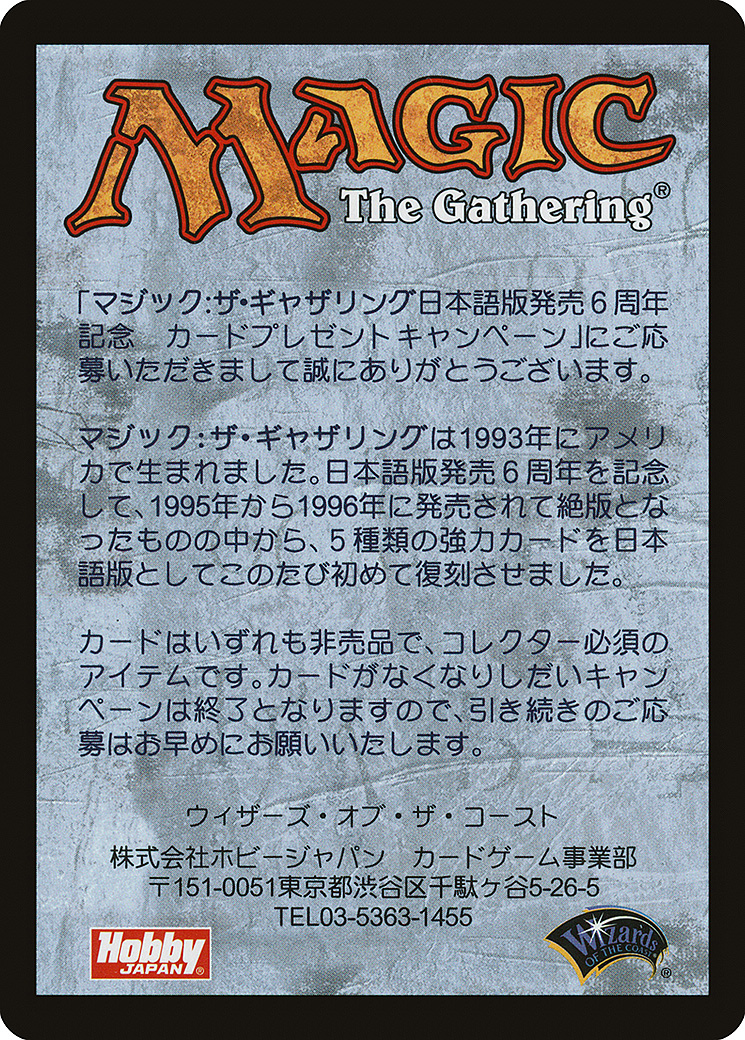 MAGIC
The Gathering®
「マジック:ザ・ギャザリング日本語版発売6周年
記念　カードプレゼントキャンペーン」にご応
募いただきまして誠にありがとうございます。
マジック:ザ・ギャザリングは1993年にアメリ
カで生まれました。日本語版発売6周年を記念
して、1995年から1996年に発売されて絶版とな
ったものの中から、5種類の強力カードを日本
語版としてこのたび初めて復刻させました。
カードはいずれも非売品で、コレクター必須の
アイテムです。カードがなくなりしだいキャン
ペーンは終了となりますので、引き続きのご応
募はお早めにお願いいたします。
ウィザーズ・オブ・ザ・コースト
株式会社ホビージャパン　カードゲーム事業部
〒151-0051東京都渋谷区千駄ヶ谷5-26-5
TEL03-5363-1455
Hobby
JAPAN®
Wizards
OF THE COAST®